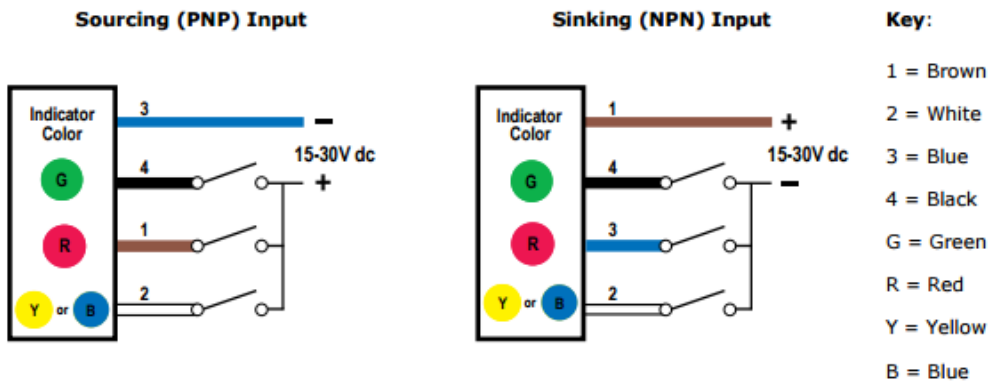 Sourcing (PNP) Input
Indicator
Color
3
−
15-30V dc
G
4
+
R
1
Y or B
2
Sinking (NPN) Input
Indicator
Color
1
+
15-30V dc
G
4
−
R
3
Y or B
2
Key:
1 = Brown
2 = White
3 = Blue
4 = Black
G = Green
R = Red
Y = Yellow
B = Blue